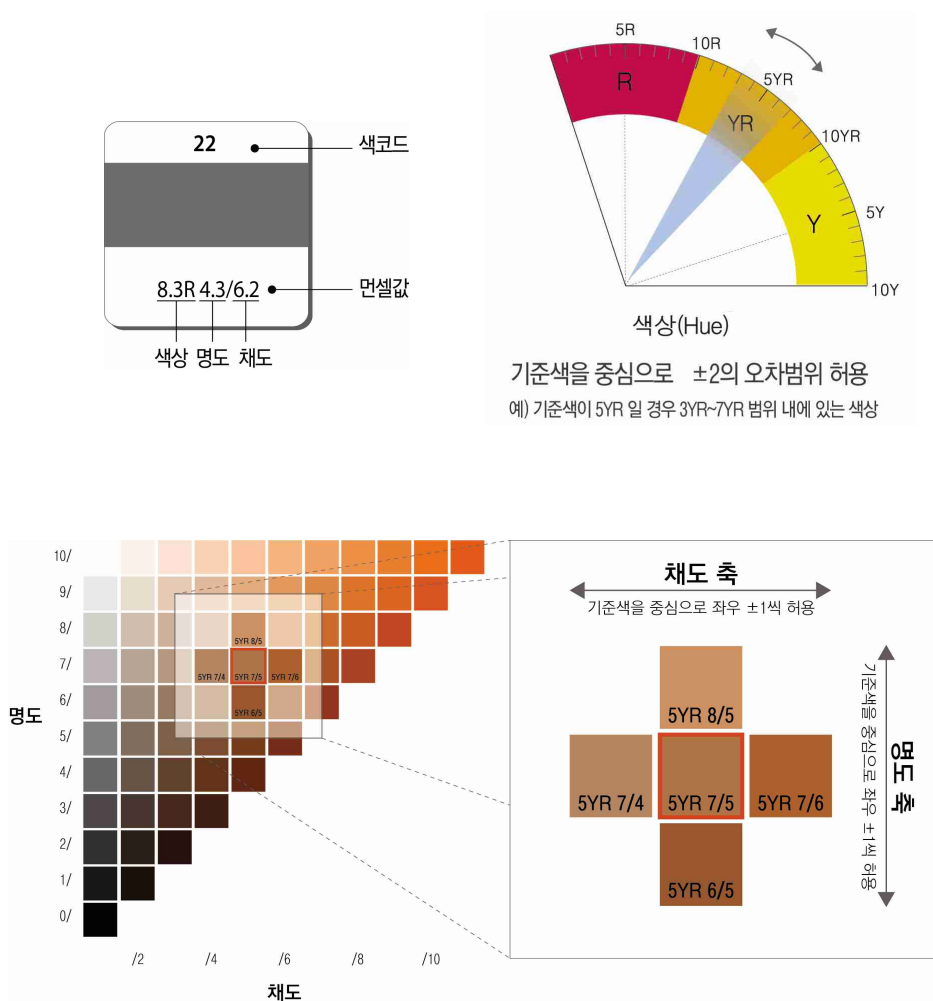 22
색코드
8.3R 4.3/6.2
먼셀값
색상 명도 채도
5R
10R
5YR
10YR
5Y
10Y
R
YR
Y
색상(Hue)
기준색을 중심으로 ±2의 오차범위 허용
예) 기준색이 5YR 일 경우 3YR~7YR 범위 내에 있는 색상
10/
9/
8/
7/
6/
5/
4/
3/
2/
1/
0/
명도
5YR 8/5
5YR 7/4
5YR 7/5
5YR 7/6
5YR 6/5
/2
/4
/6
/8
/10
채도
채도 축
기준색을 중심으로 좌우 ±1씩 허용
5YR 8/5
5YR 7/4
5YR 7/5
5YR 7/6
5YR 6/5
명도 축
기준색을 중심으로 좌우 ±1씩 허용